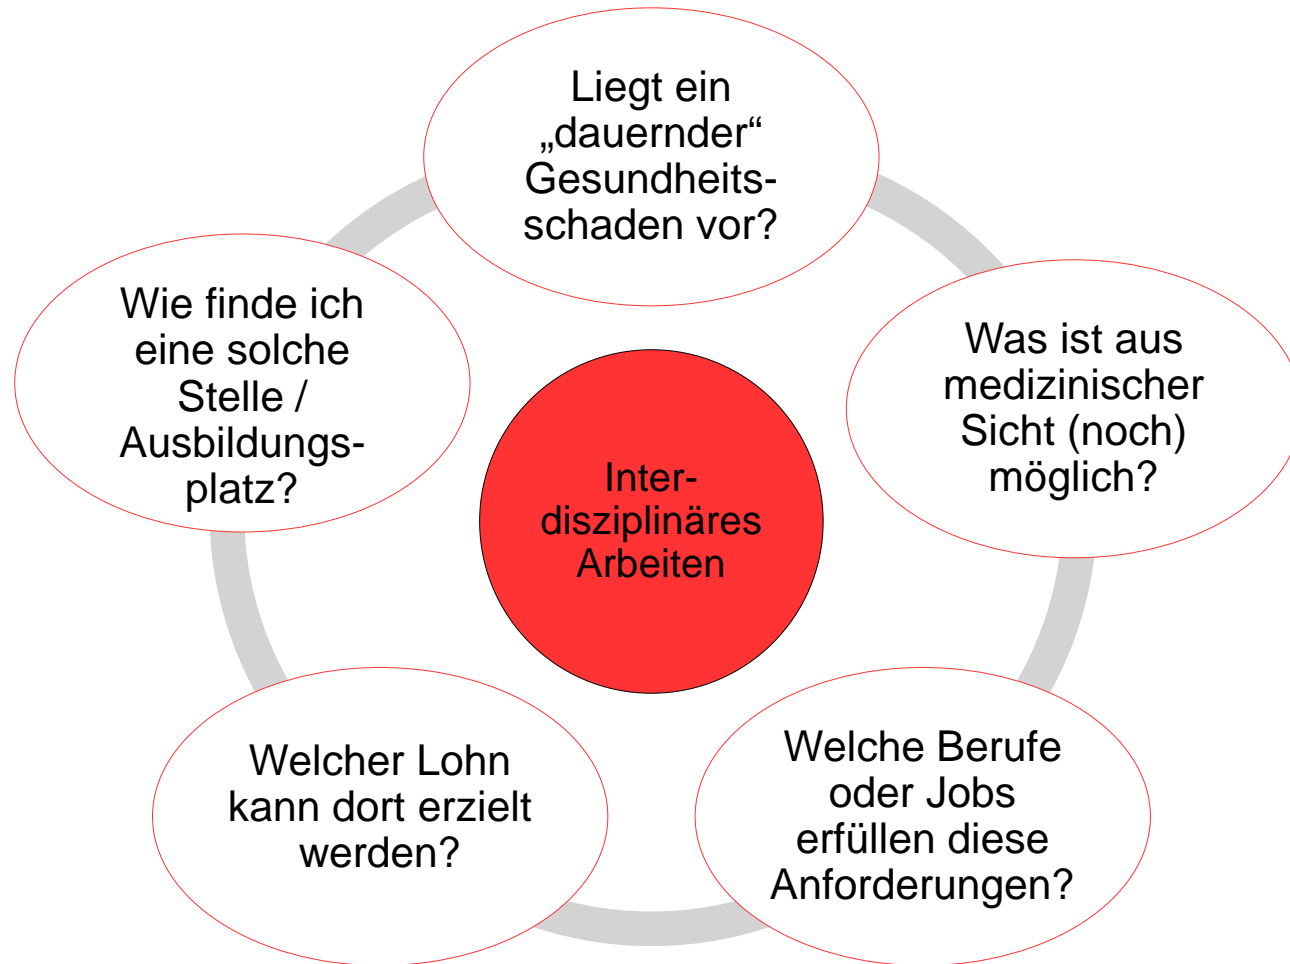 Liegt ein
„dauernder“
Gesundheits-
schaden vor?
Was ist aus
medizinischer
Sicht (noch)
möglich?
Welche Berufe
oder Jobs
erfüllen diese
Anforderungen?
Welcher Lohn
kann dort erzielt
werden?
Wie finde ich
eine solche
Stelle /
Ausbildungs-
platz?
Inter-
disziplinäres
Arbeiten